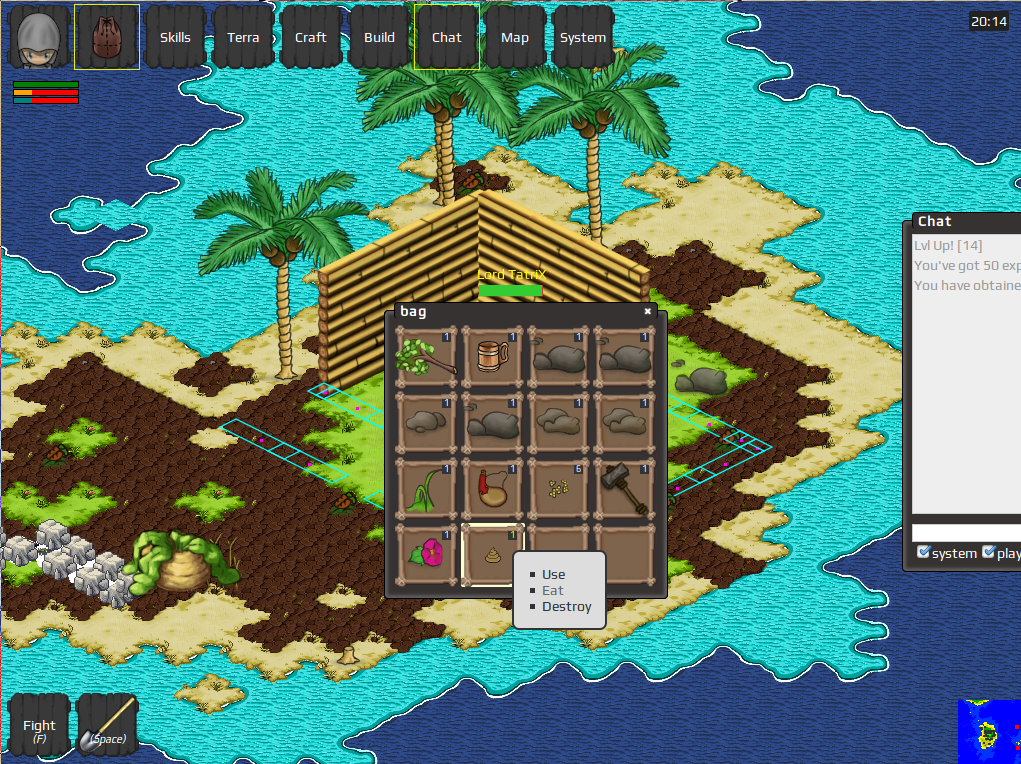 Skills
Terra
Craft
Build
Chat
Map
System
20:14
Chat
Lvl Up! [14]
You've got 50 exp
You have obtaine
Lord TatriX
bag
1
1
1
1
1
1
1
1
1
1
6
1
1
1
Use
Eat
Destroy
system
play
Fight
(F)
(Space)